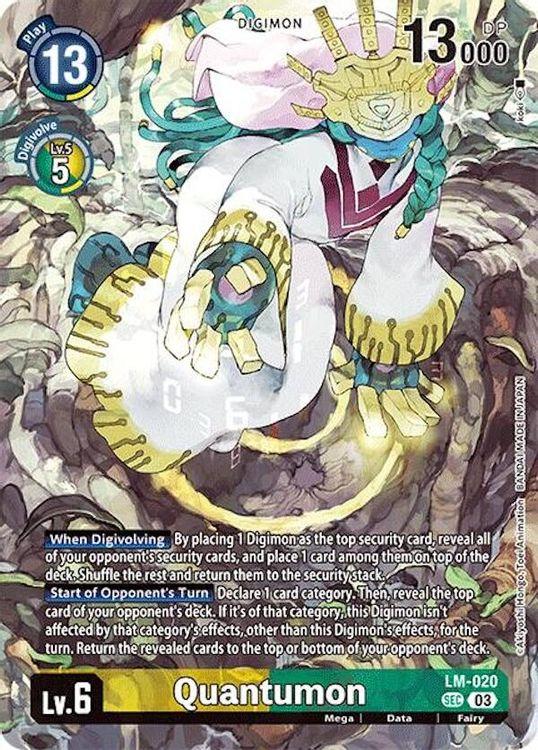 DIGIMON
Play
13
DP
13000
Digivolve
Lv.5
5
When Digivolving By placing 1 Digimon as the top security card, reveal all
of your opponent's security cards, and place 1 card among them on top of the
deck. Shuffle the rest and return them to the security stack.
Start of Opponent's Turn Declare 1 card category. Then, reveal the top
card of your opponent's deck. If it's of that category, this Digimon isn't
affected by that category's effects, other than this Digimon's effects, for the
turn. Return the revealed cards to the top or bottom of your opponent's deck.
©Akiyoshi Hongo, Toei Animation BANDAI MADE IN JAPAN
KOKI
0
6
Lv.6
Quantumon
LM-020
SEC 03
Mega | Data | Fairy